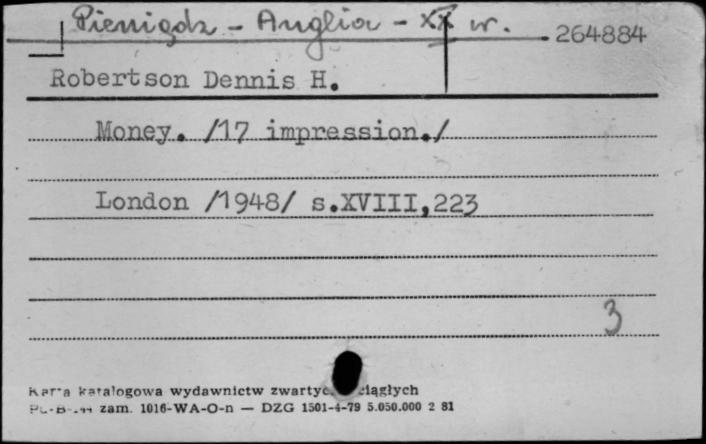 Pieniądz - Anglia - XX w.
264884
Robertson Dennis H.
Money. /17 impression./
London /1948/ s.XVIII,223
3
Karta katalogowa wydawnictw ciągłych
zam. 1016-WA-O-n — DZG 1501-4-79 5.050.000 2 81